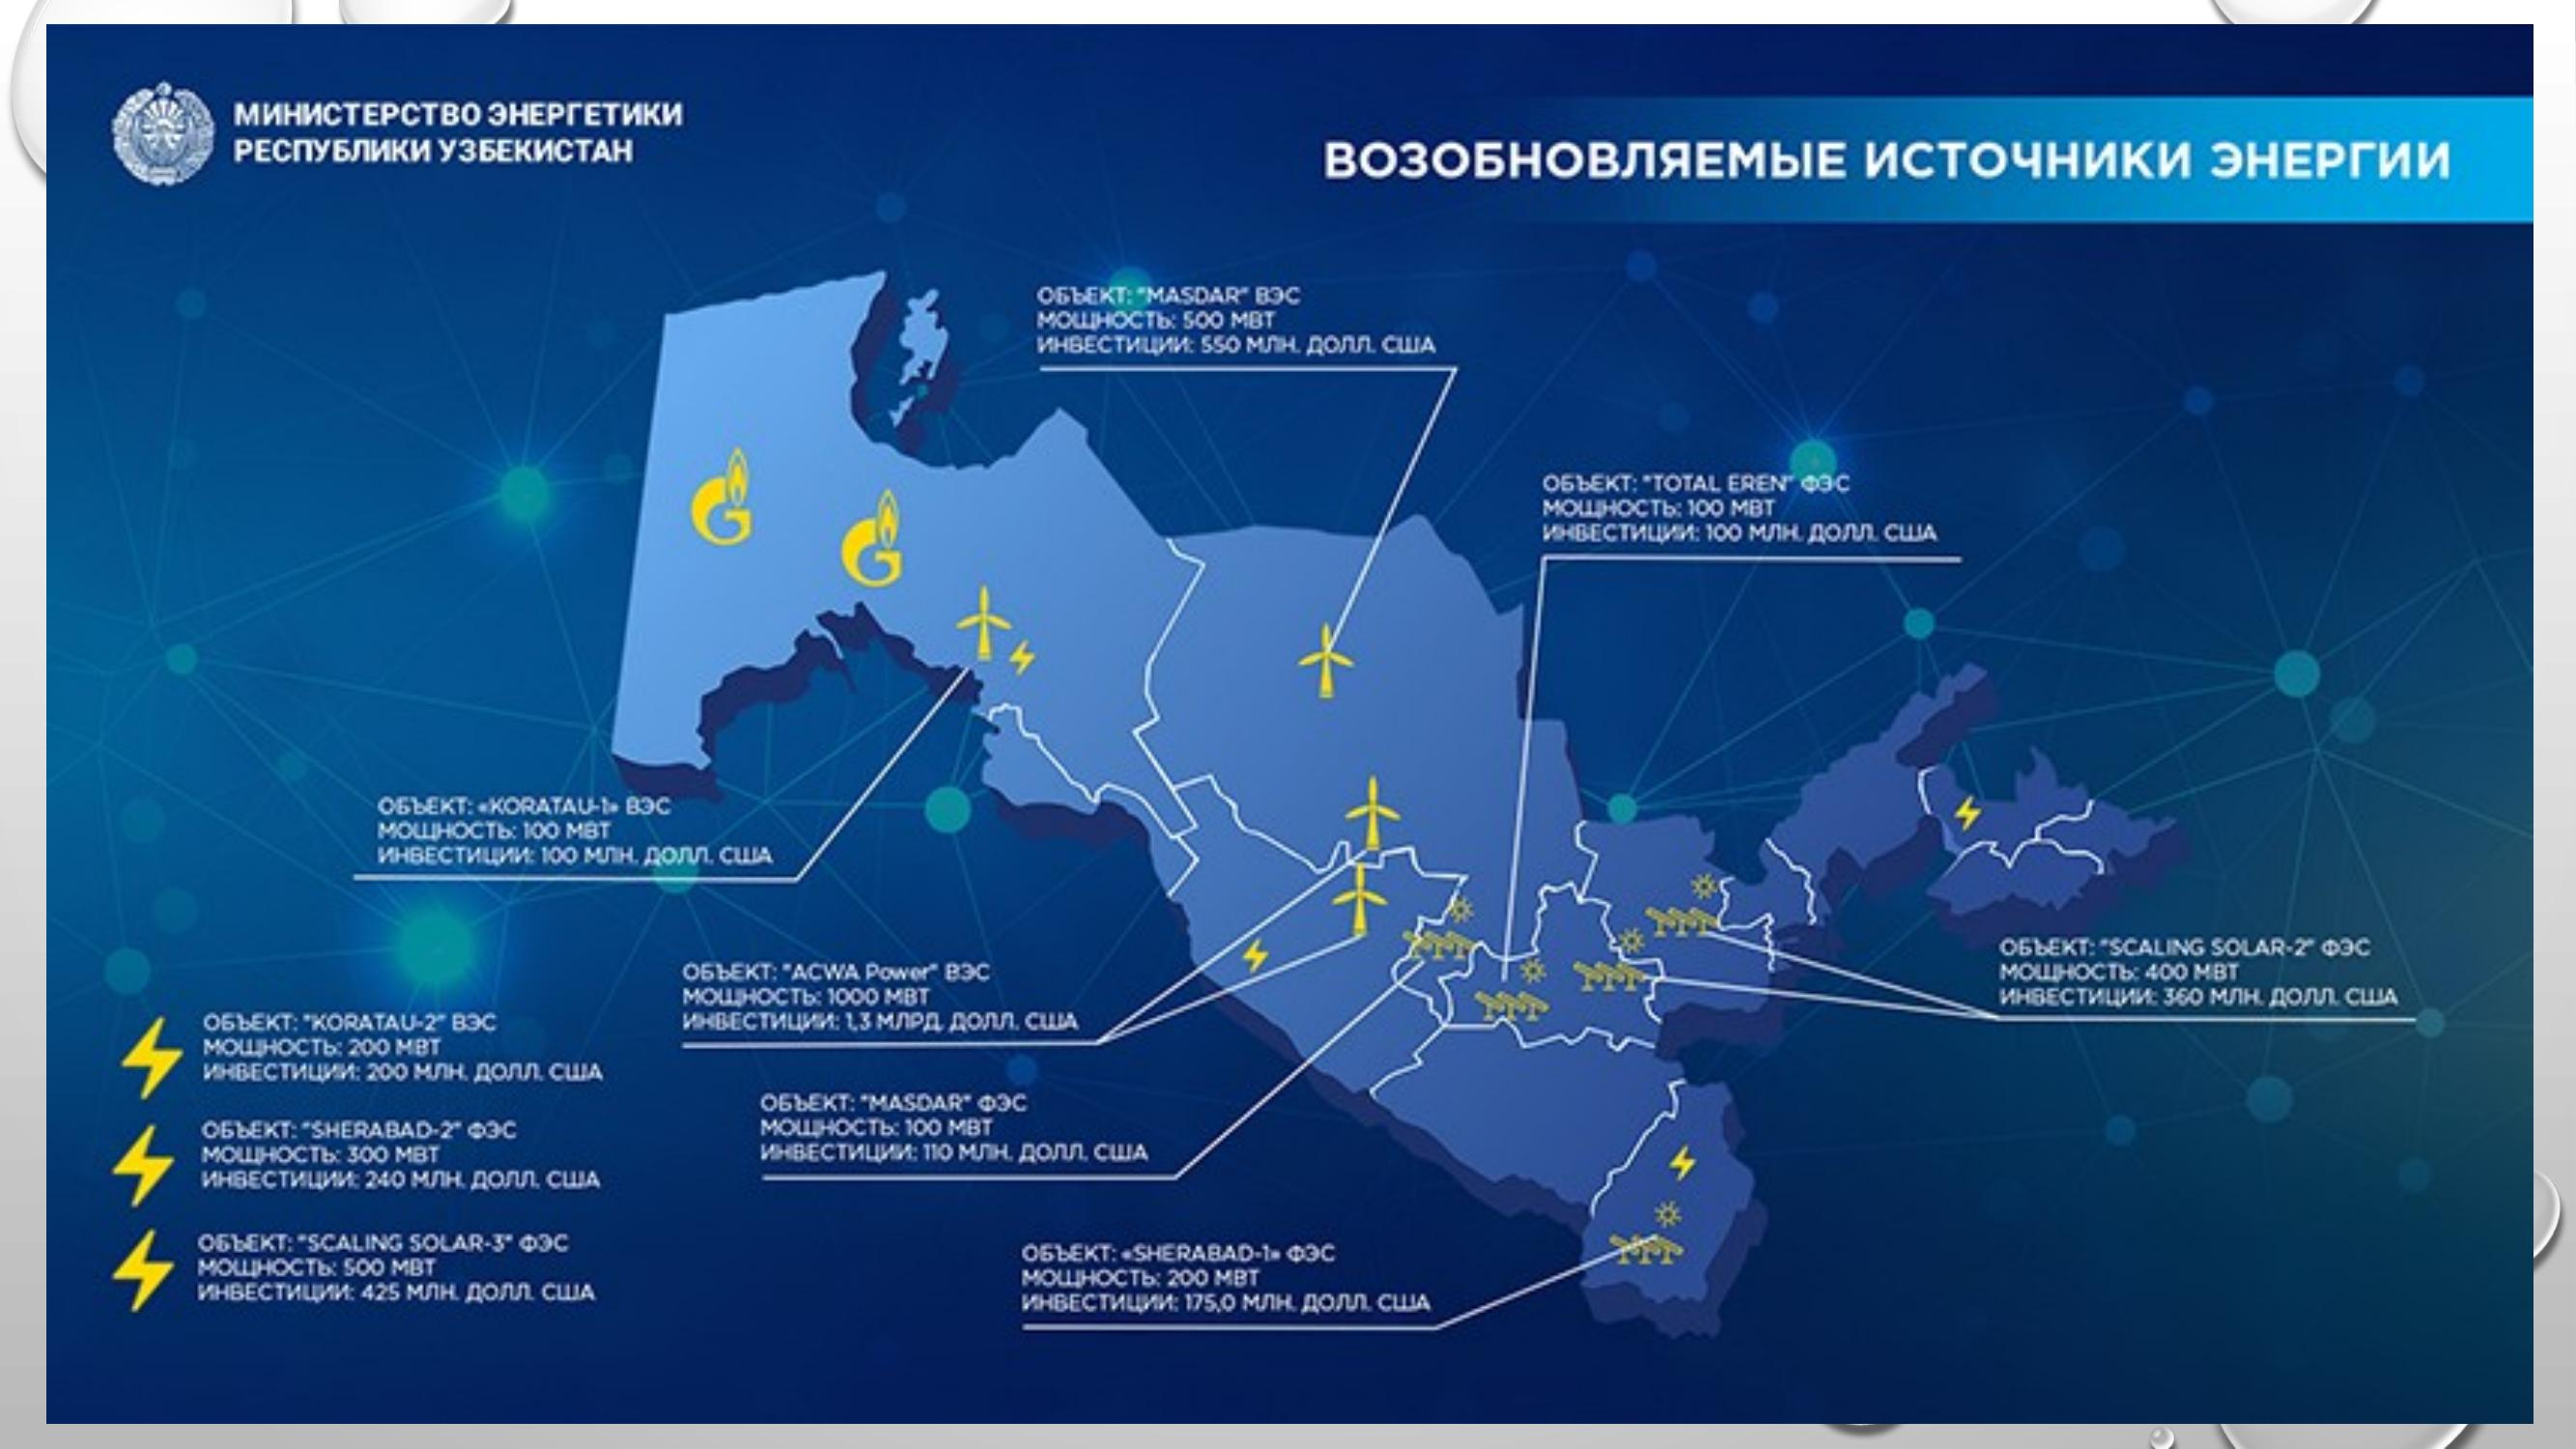 МИНИСТЕРСТВО ЭНЕРГЕТИКИ
РЕСПУБЛИКИ УЗБЕКИСТАН
ВОЗОБНОВЛЯЕМЫЕ ИСТОЧНИКИ ЭНЕРГИИ
ОБЪЕКТ: "MASDAR" ВЭС
МОЩНОСТЬ: 500 МВТ
ИНВЕСТИЦИИ: 550 МЛН. ДОЛЛ. США
ОБЪЕКТ: "TOTAL EREN" ФЭС
МОЩНОСТЬ: 100 МВТ
ИНВЕСТИЦИИ: 100 МЛН. ДОЛЛ. США
ОБЪЕКТ: «KORATAU-1» ВЭС
МОЩНОСТЬ: 100 МВТ
ИНВЕСТИЦИИ: 100 МЛН. ДОЛЛ. США
ОБЪЕКТ: "SCALING SOLAR-2" ФЭС
МОЩНОСТЬ: 400 МВТ
ИНВЕСТИЦИИ: 360 МЛН. ДОЛЛ. США
ОБЪЕКТ: "ACWA Power" ВЭС
МОЩНОСТЬ: 1000 МВТ
ИНВЕСТИЦИИ: 1,3 МЛРД. ДОЛЛ. США
ОБЪЕКТ: "KORATAU-2" ВЭС
МОЩНОСТЬ: 200 МВТ
ИНВЕСТИЦИИ: 200 МЛН. ДОЛЛ. США
ОБЪЕКТ: "MASDAR" ФЭС
МОЩНОСТЬ: 100 МВТ
ИНВЕСТИЦИИ: 110 МЛН. ДОЛЛ. США
ОБЪЕКТ: "SHERABAD-2" ФЭС
МОЩНОСТЬ: 300 МВТ
ИНВЕСТИЦИИ: 240 МЛН. ДОЛЛ. США
ОБЪЕКТ: "SCALING SOLAR-3" ФЭС
МОЩНОСТЬ: 500 МВТ
ИНВЕСТИЦИИ: 425 МЛН. ДОЛЛ. США
ОБЪЕКТ: «SHERABAD-1» ФЭС
МОЩНОСТЬ: 200 МВТ
ИНВЕСТИЦИИ: 175,0 МЛН. ДОЛЛ. США